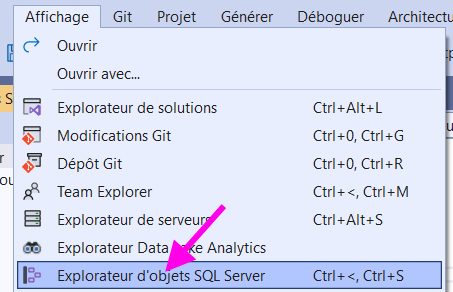 Affichage Git Projet Générer Déboguer Architectu
Ouvrir
Ouvrir avec...
Explorateur de solutions Ctrl+Alt+L
Modifications Git Ctrl+0, Ctrl+G
Dépôt Git Ctrl+0, Ctrl+R
Team Explorer Ctrl+<, Ctrl+M
Explorateur de serveurs Ctrl+Alt+S
Explorateur Data Lake Analytics
Explorateur d'objets SQL Server Ctrl+<, Ctrl+S